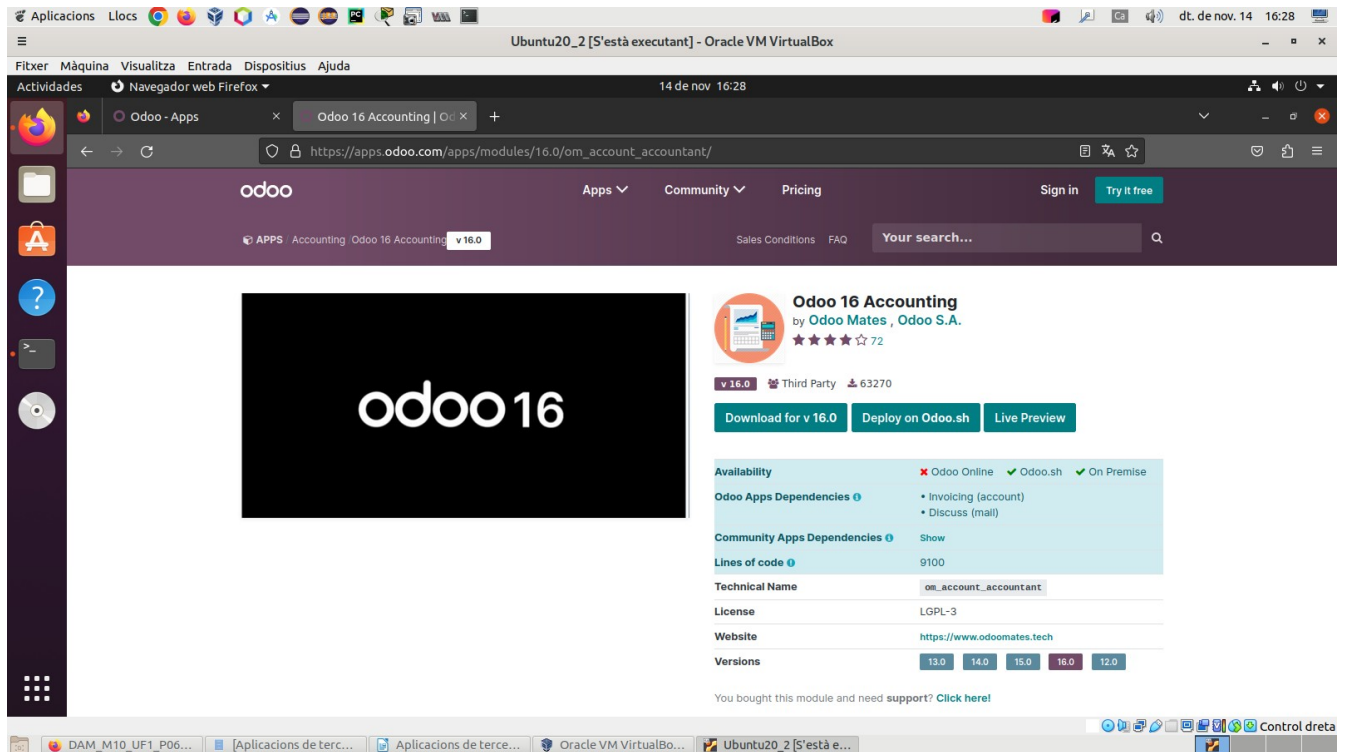 Aplicacions Llocs dt. de nov. 14 16:28
Ubuntu20_2 [S'està executant] - Oracle VM VirtualBox
Fitxer Màquina Visualitza Entrada Dispositius Ajuda
Actividades Navegador web Firefox 14 de nov 16:28
Odoo - Apps Odoo 16 Accounting | Od
https://apps.odoo.com/apps/modules/16.0/om_account_accountant/
odoo Apps Community Pricing Sign in Try it free
APPS / Accounting / Odoo 16 Accounting v 16.0 Sales Conditions FAQ Your search...
odoo16
Odoo 16 Accounting
by Odoo Mates , Odoo S.A.
72
v 16.0 Third Party 63270
Download for v 16.0 Deploy on Odoo.sh Live Preview
Availability Odoo Online Odoo.sh On Premise
Odoo Apps Dependencies • Invoicing (account)
• Discuss (mail)
Community Apps Dependencies Show
Lines of code 9100
Technical Name om_account_accountant
License LGPL-3
Website https://www.odoomates.tech
Versions 13.0 14.0 15.0 16.0 12.0
You bought this module and need support? Click here!
Control dreta
DAM_M10_UF1_P06... [Aplicacions de terc... Aplicacions de terce... Oracle VM VirtualBo... Ubuntu20_2 [S'està e...